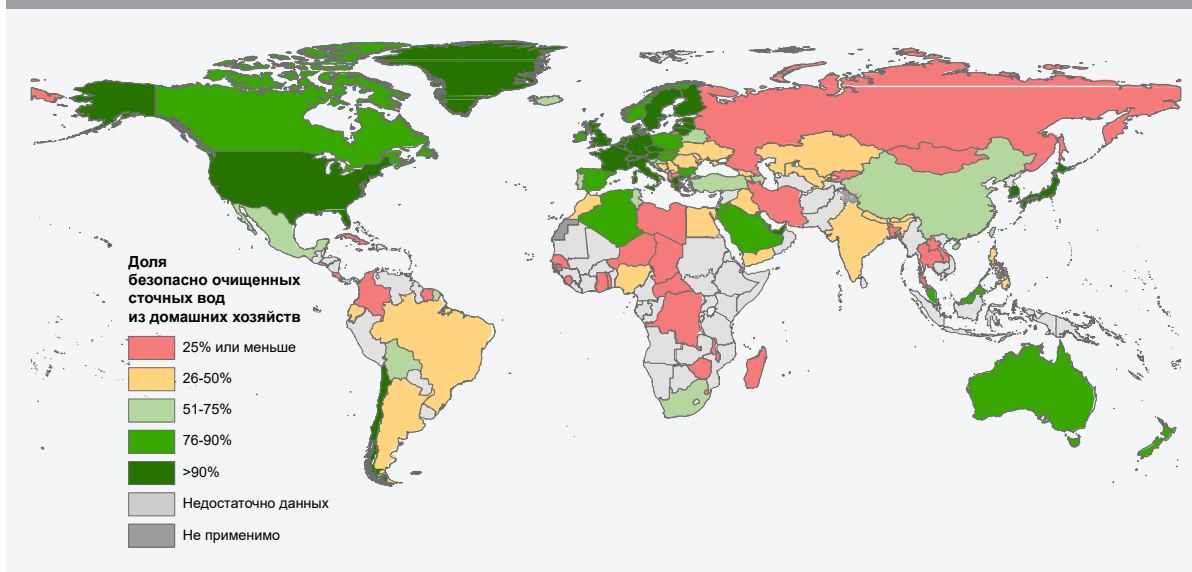 Доля
безопасно очищенных
сточных вод
из домашних хозяйств
25% или меньше
26-50%
51-75%
76-90%
>90%
Недостаточно данных
Не применимо